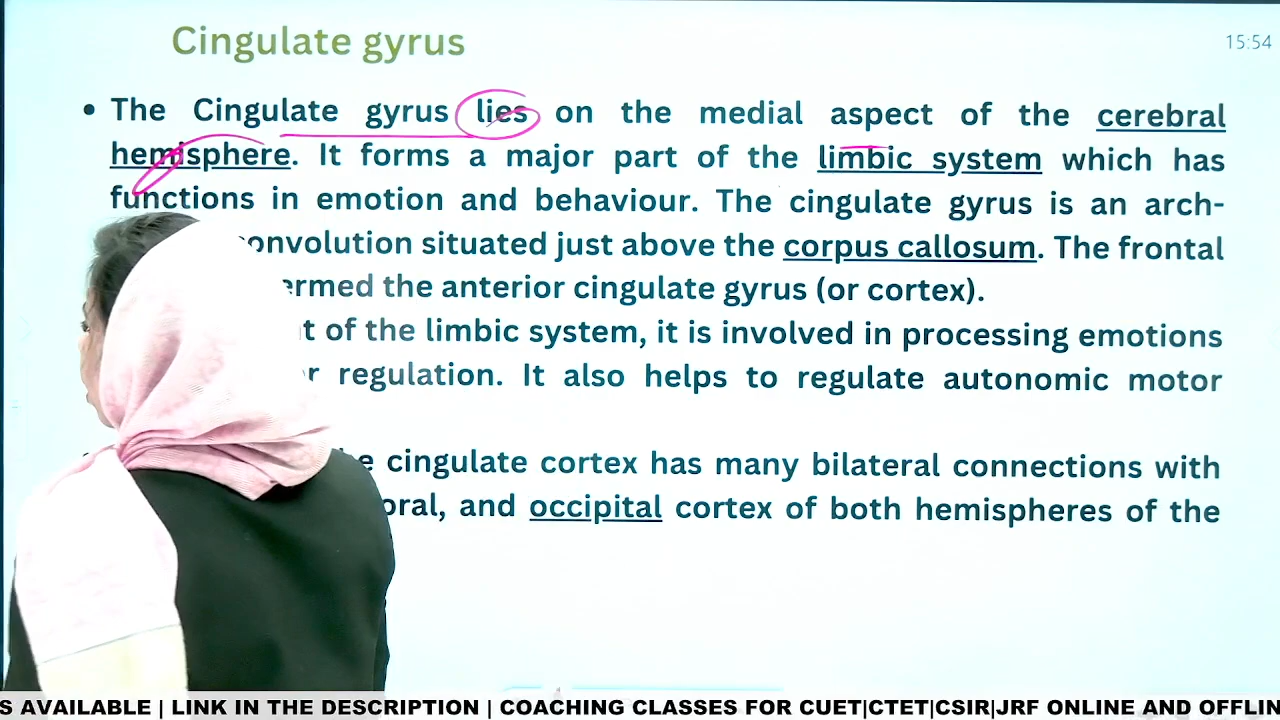 Cingulate gyrus
15:54
• The Cingulate gyrus lies on the medial aspect of the cerebral
hemisphere. It forms a major part of the limbic system which has
functions in emotion and behaviour. The cingulate gyrus is an arch-
convolution situated just above the corpus callosum. The frontal
termed the anterior cingulate gyrus (or cortex).
of the limbic system, it is involved in processing emotions
regulation. It also helps to regulate autonomic motor
cingulate cortex has many bilateral connections with
and occipital cortex of both hemispheres of the
S AVAILABLE | LINK IN THE DESCRIPTION | COACHING CLASSES FOR CUET|CTET|CSIR|JRF ONLINE AND OFFLIN